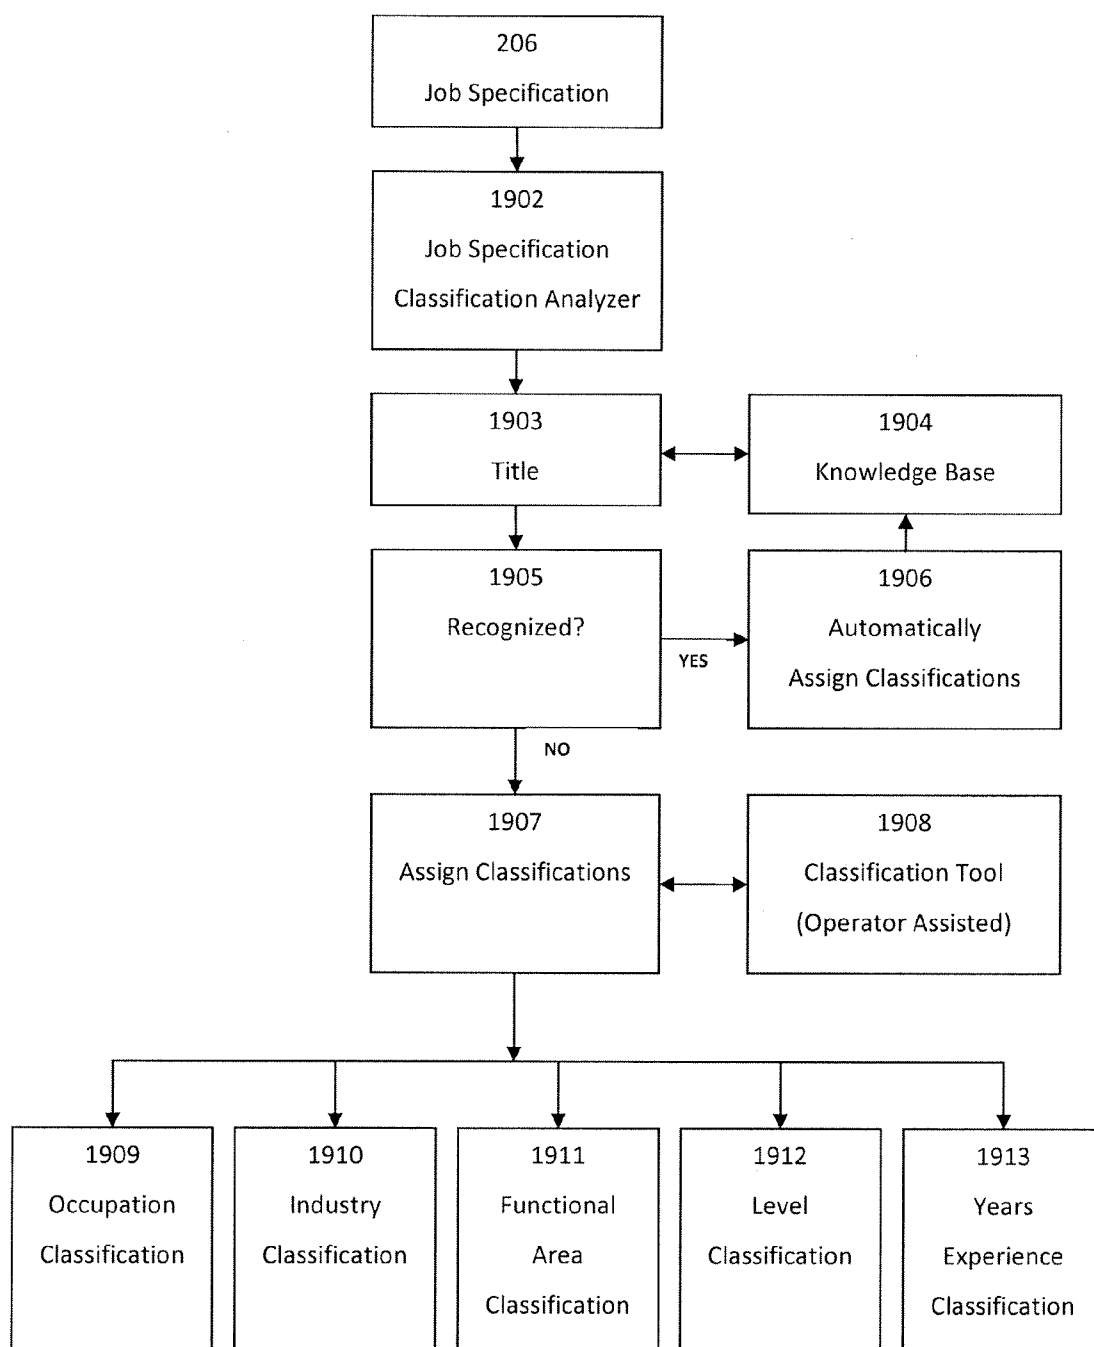 206
Job Specification
1902
Job Specification
Classification Analyzer
1903
Title
1904
Knowledge Base
1905
Recognized?
YES
1906
Automatically
Assign Classifications
NO
1907
Assign Classifications
1908
Classification Tool
(Operator Assisted)
1909
Occupation
Classification
1910
Industry
Classification
1911
Functional
Area
Classification
1912
Level
Classification
1913
Years
Experience
Classification